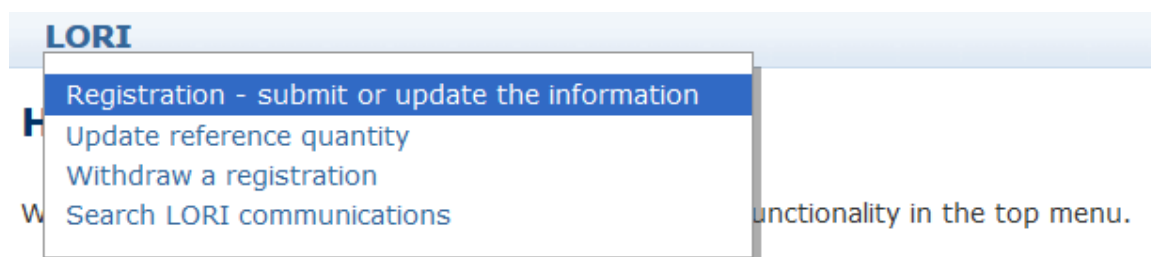 LORI
Registration - submit or update the information
Update reference quantity
Withdraw a registration
Search LORI communications
functionality in the top menu.